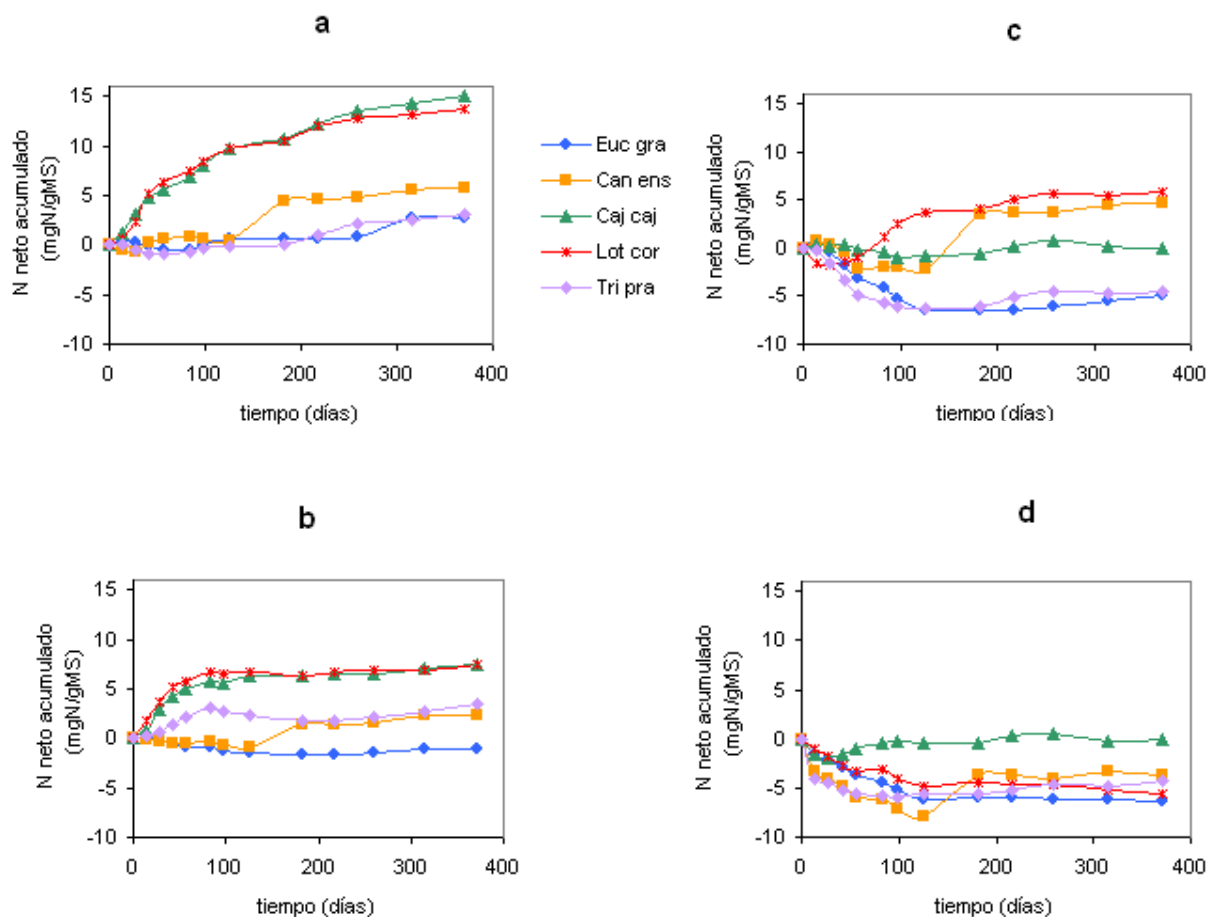 a
15
10
5
0
-5
-10
0 100 200 300 400
N neto acumulado
(mgN/gMS)
tiempo (días)
Euc gra
Can ens
Caj caj
Lot cor
Tri pra
c
15
10
5
0
-5
-10
0 100 200 300 400
N neto acumulado
(mgN/gMS)
tiempo (días)
b
15
10
5
0
-5
-10
0 100 200 300 400
N neto acumulado
(mgN/gMS)
tiempo (días)
d
15
10
5
0
-5
-10
0 100 200 300 400
N neto acumulado
(mgN/gMS)
tiempo (días)